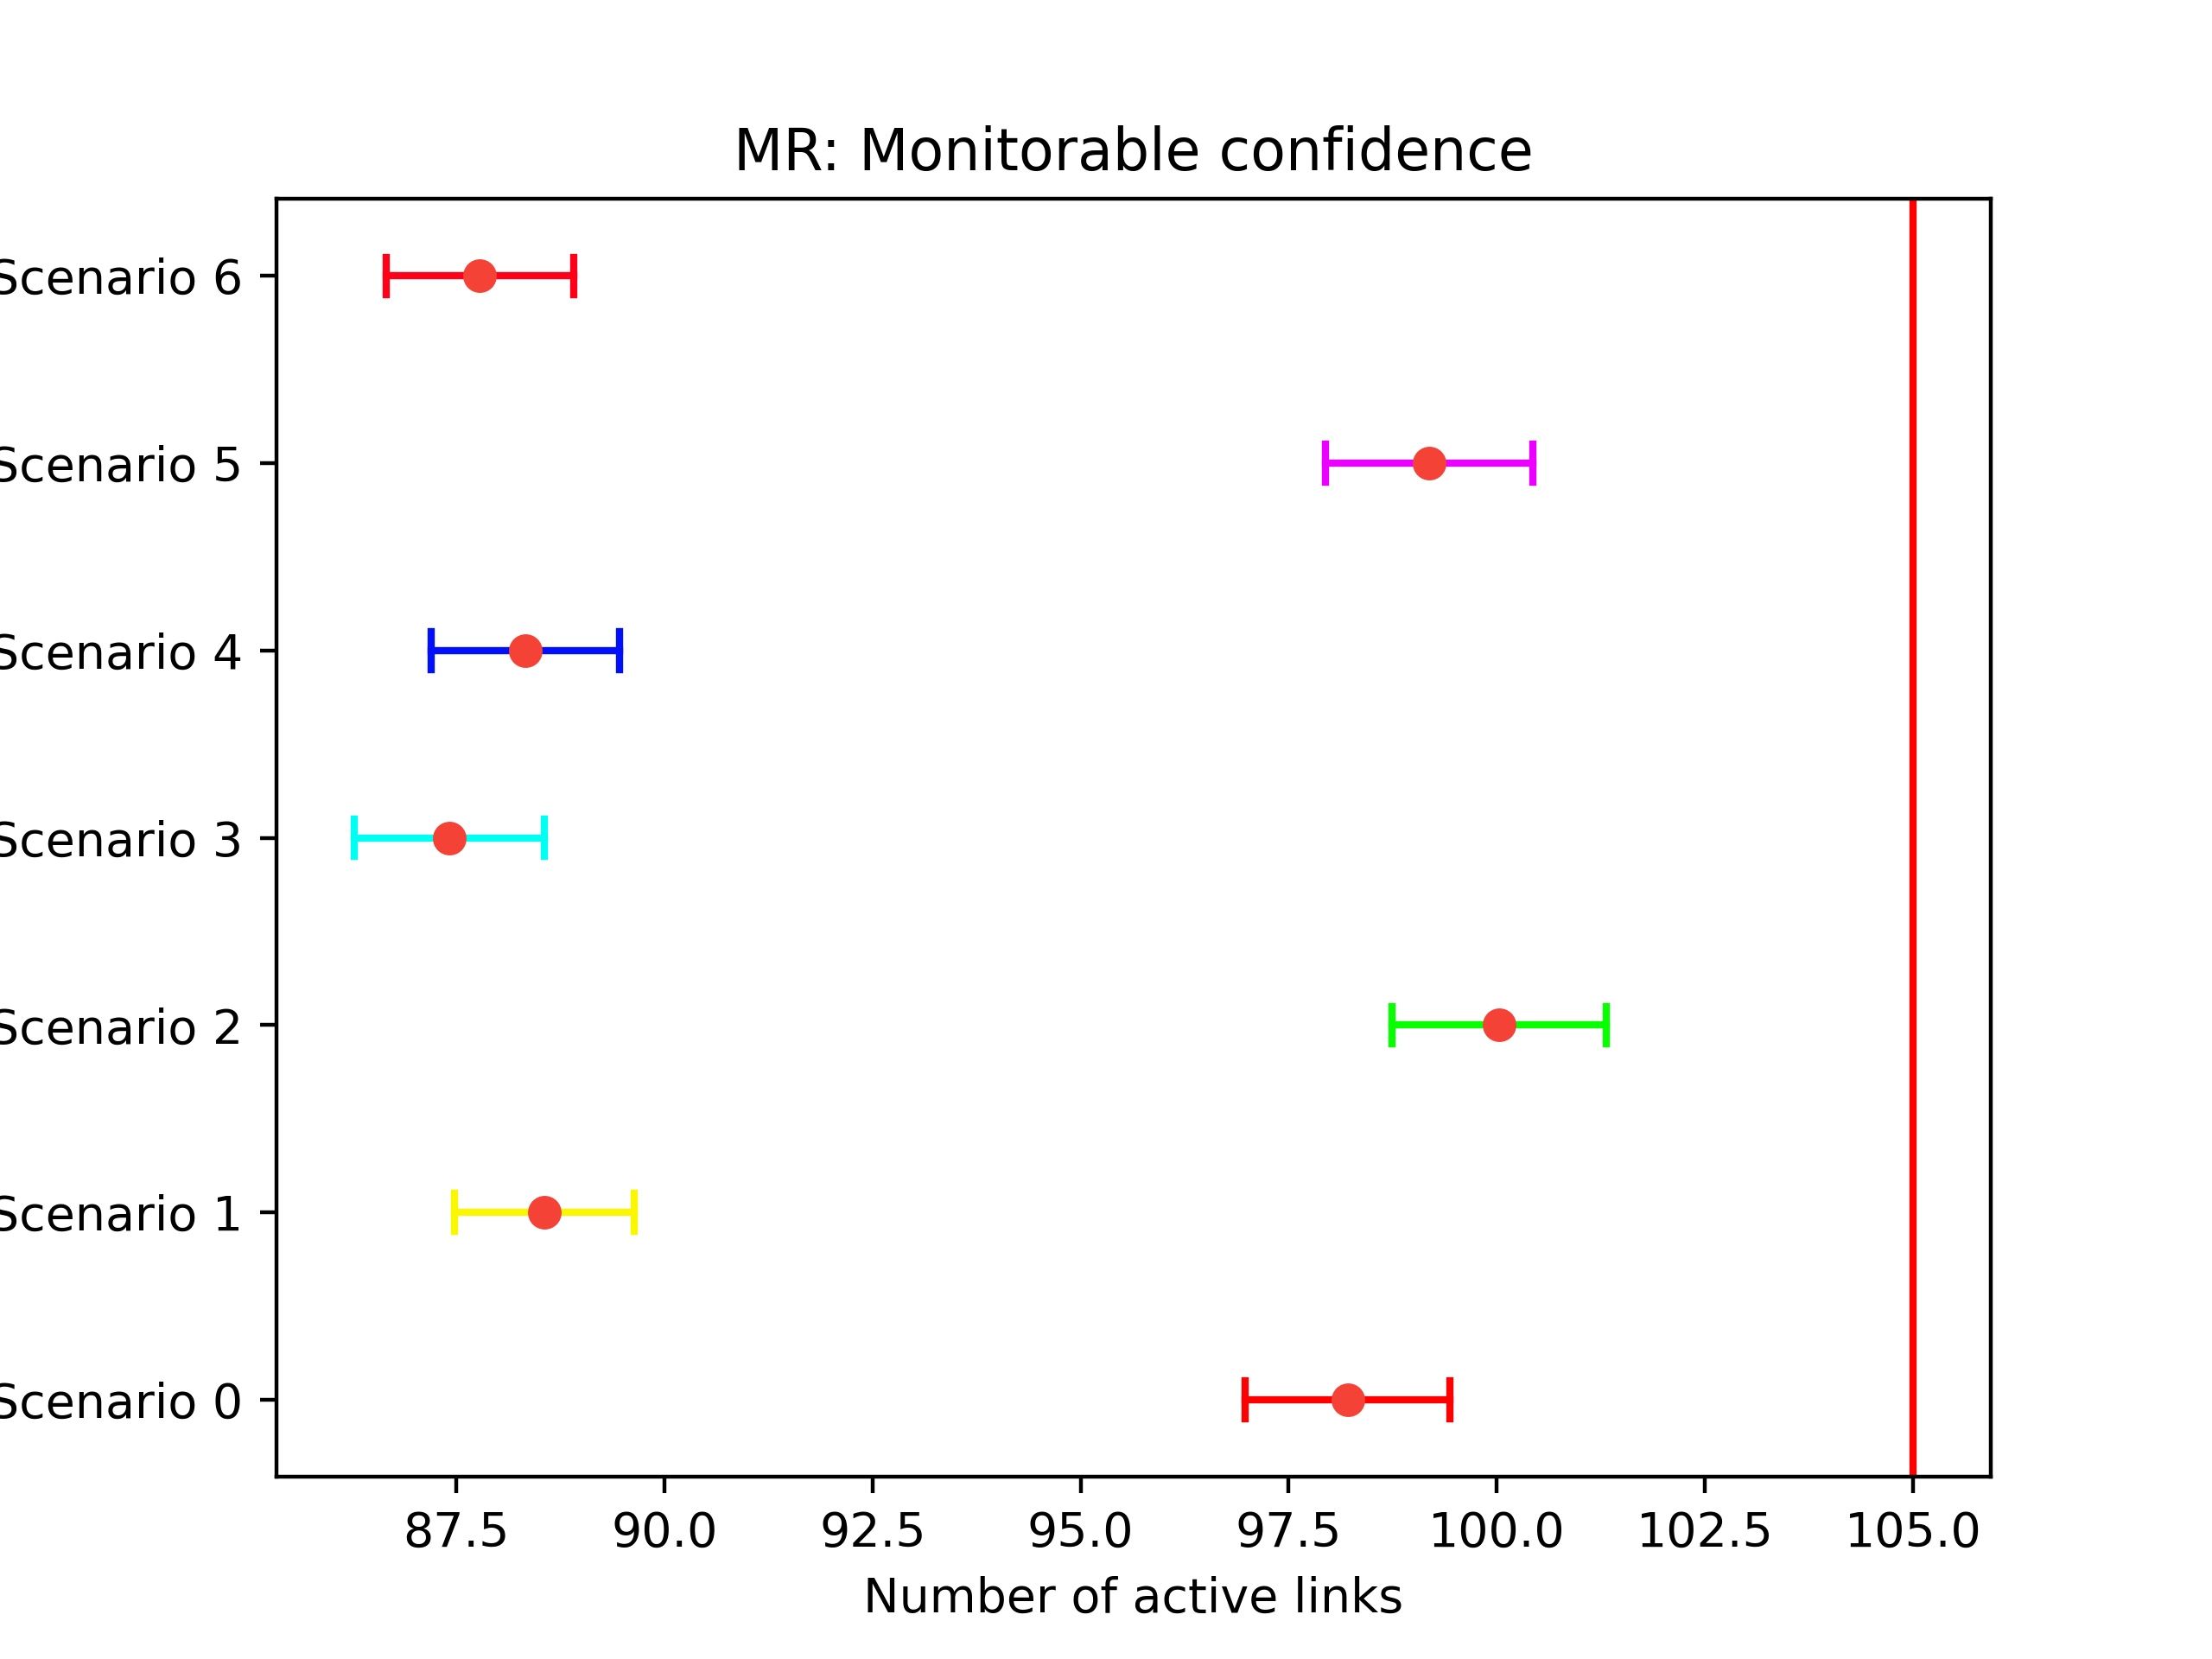 MR: Monitorable confidence
Scenario 6
Scenario 5
Scenario 4
Scenario 3
Scenario 2
Scenario 1
Scenario 0
87.5 90.0 92.5 95.0 97.5 100.0 102.5 105.0
Number of active links